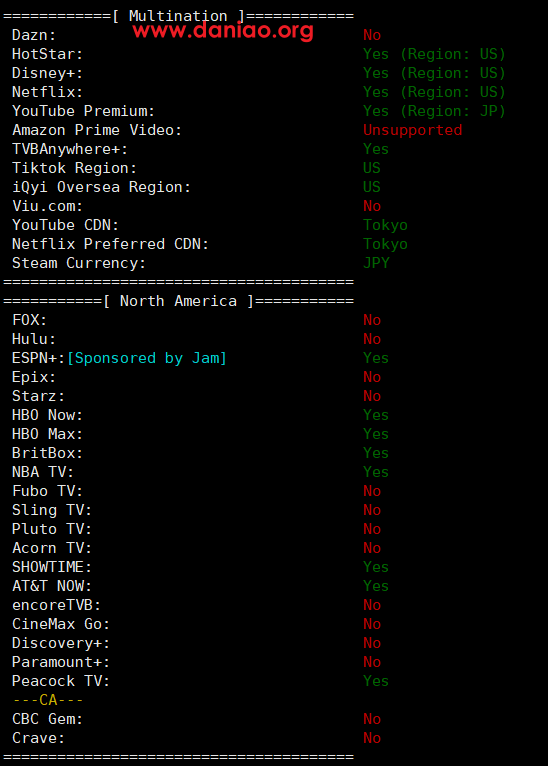 ============[ Multination ]============
www.daniao.org
Dazn: No
HotStar: Yes (Region: US)
Disney+: Yes (Region: US)
Netflix: Yes (Region: US)
YouTube Premium: Yes (Region: JP)
Amazon Prime Video: Unsupported
TVBAnywhere+: Yes
Tiktok Region: US
iQyi Oversea Region: US
Viu.com: No
YouTube CDN: Tokyo
Netflix Preferred CDN: Tokyo
Steam Currency: JPY
=======================================
===========[ North America ]===========
FOX: No
Hulu: No
ESPN+:[Sponsored by Jam] Yes
Epix: No
Starz: No
HBO Now: Yes
HBO Max: Yes
BritBox: Yes
NBA TV: Yes
Fubo TV: No
Sling TV: No
Pluto TV: No
Acorn TV: No
SHOWTIME: Yes
AT&T NOW: Yes
encoreTVB: No
CineMax Go: No
Discovery+: No
Paramount+: No
Peacock TV: Yes
---CA---
CBC Gem: No
Crave: No
=======================================